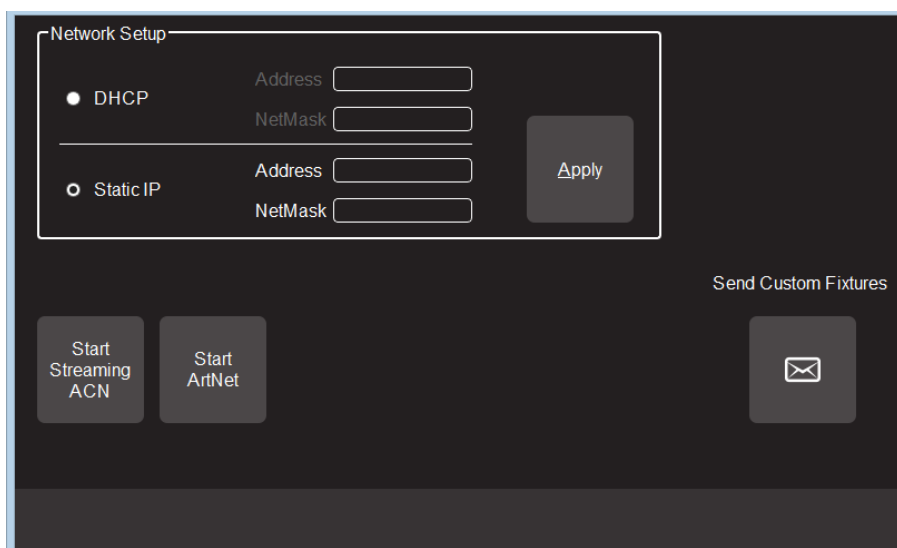 Network Setup
DHCP
Address
NetMask
Static IP
Address
NetMask
Apply
Send Custom Fixtures
Start
Streaming
ACN
Start
ArtNet